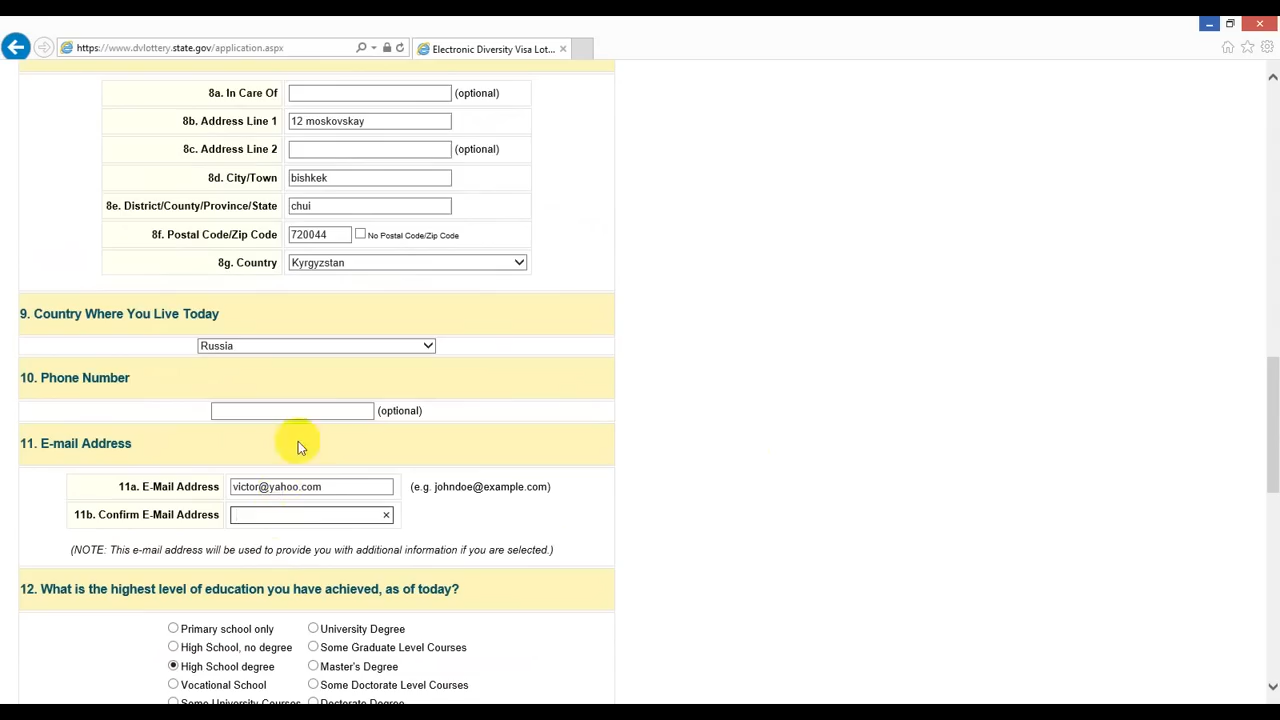 https://www.dvlottery.state.gov/application.aspx
Electronic Diversity Visa Lot...
8a. In Care Of (optional)
8b. Address Line 1 12 moskovskay
8c. Address Line 2 (optional)
8d. City/Town bishkek
8e. District/County/Province/State chui
8f. Postal Code/Zip Code 720044 No Postal Code/Zip Code
8g. Country Kyrgyzstan
9. Country Where You Live Today
Russia
10. Phone Number
(optional)
11. E-mail Address
11a. E-Mail Address victor@yahoo.com (e.g. johndoe@example.com)
11b. Confirm E-Mail Address
(NOTE: This e-mail address will be used to provide you with additional information if you are selected.)
12. What is the highest level of education you have achieved, as of today?
Primary school only University Degree
High School, no degree Some Graduate Level Courses
High School degree Master's Degree
Vocational School Some Doctorate Level Courses
Some University Courses Doctorate Degree